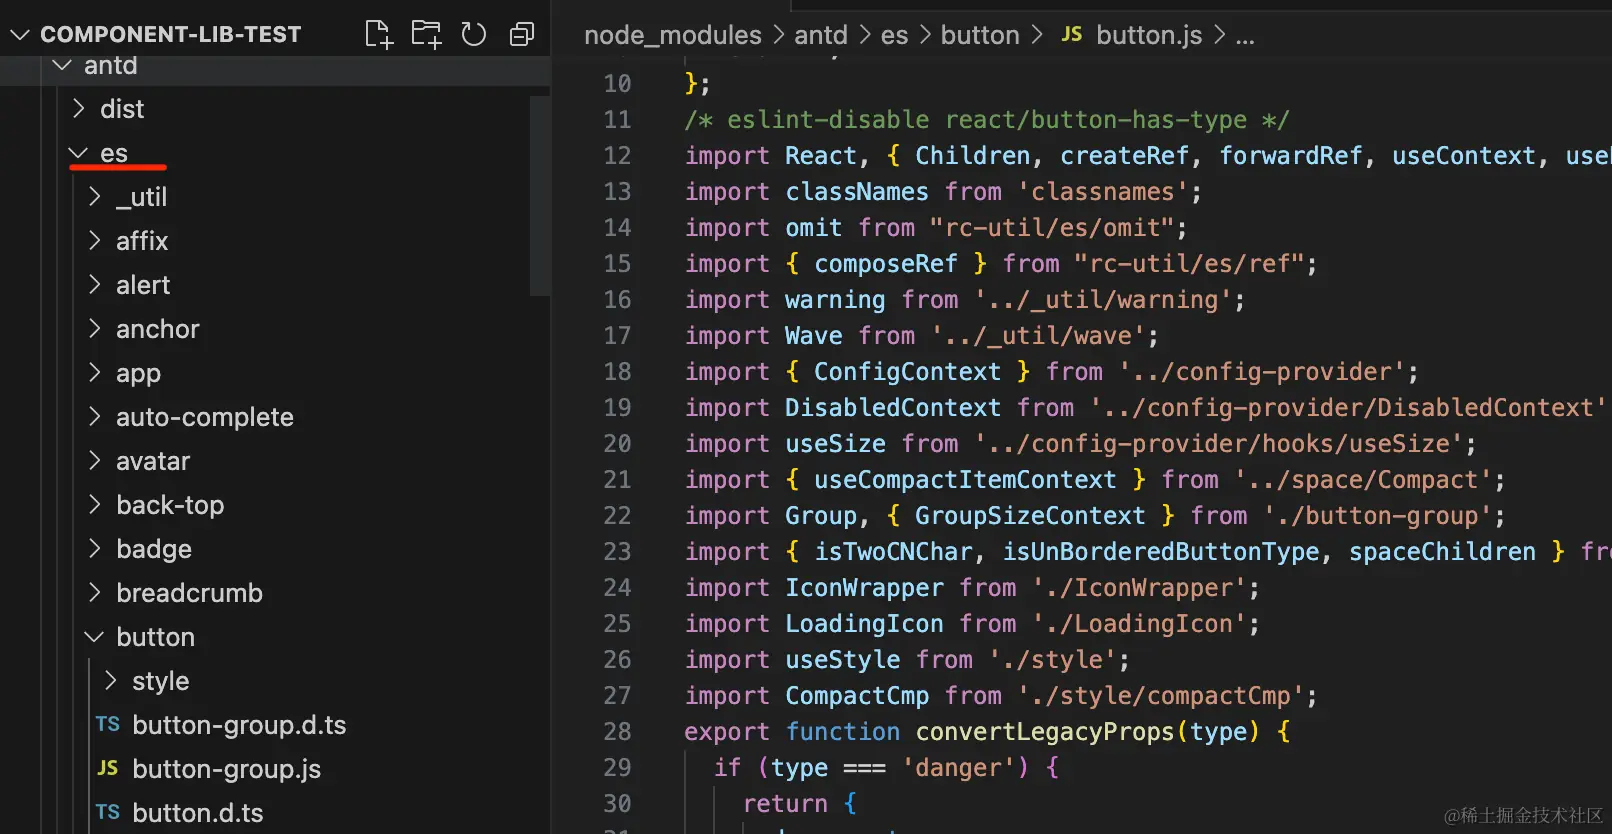 COMPONENT-LIB-TEST
antd
dist
es
_util
affix
alert
anchor
app
auto-complete
avatar
back-top
badge
breadcrumb
button
style
TS button-group.d.ts
JS button-group.js
TS button.d.ts
node_modules > antd > es > button > JS button.js > ...
10 };
11 /* eslint-disable react/button-has-type */
12 import React, { Children, createRef, forwardRef, useContext, use
13 import classNames from 'classnames';
14 import omit from "rc-util/es/omit";
15 import { composeRef } from "rc-util/es/ref";
16 import warning from '../_util/warning';
17 import Wave from '../_util/wave';
18 import { ConfigContext } from '../config-provider';
19 import DisabledContext from '../config-provider/DisabledContext'
20 import useSize from '../config-provider/hooks/useSize';
21 import { useCompactItemContext } from '../space/Compact';
22 import Group, { GroupSizeContext } from './button-group';
23 import { isTwoCNChar, isUnBorderedButtonType, spaceChildren } fro
24 import IconWrapper from './IconWrapper';
25 import LoadingIcon from './LoadingIcon';
26 import useStyle from './style';
27 import CompactCmp from './style/compactCmp';
28 export function convertLegacyProps(type) {
29 if (type === 'danger') {
30 return {
@稀土掘金技术社区